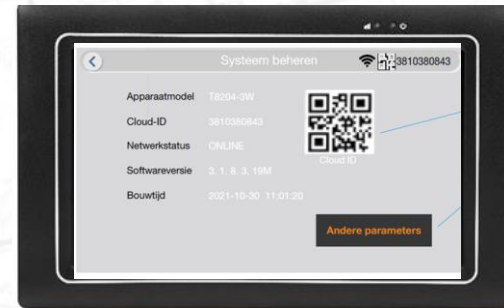 Systeem beheren 3810380843
Apparaatmodel T8204-3W
Cloud-ID 3810380843
Netwerkstatus ONLINE
Softwareversie 3. 1. 8. 3. 19M
Bouwtijd 2021-10-30 11:01:20
Cloud ID
Andere parameters